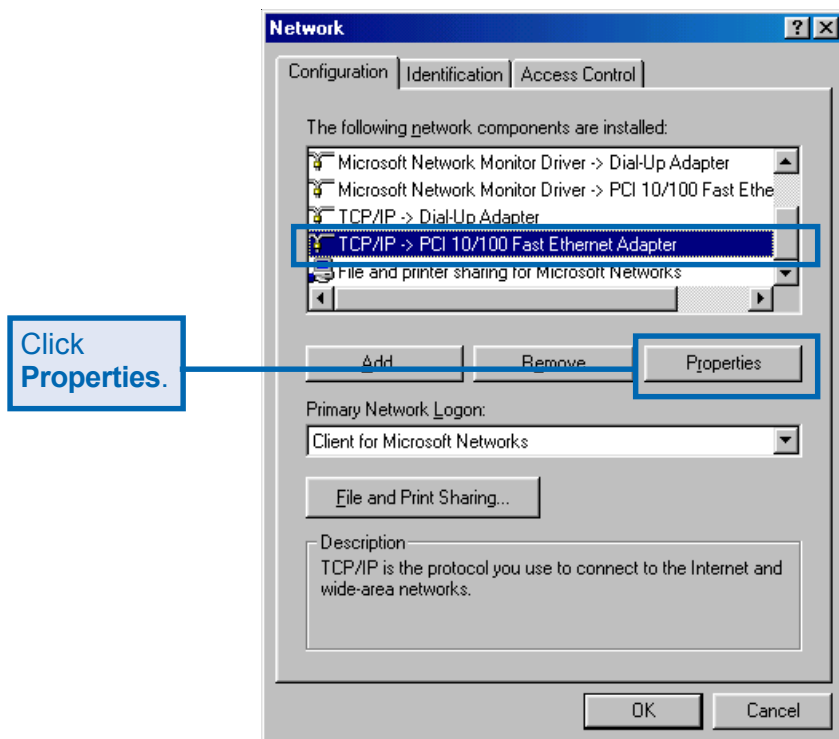 Network
Configuration Identification Access Control
The following network components are installed:
Microsoft Network Monitor Driver -> Dial-Up Adapter
Microsoft Network Monitor Driver -> PCI 10/100 Fast Ethe
TCP/IP -> Dial-Up Adapter
TCP/IP -> PCI 10/100 Fast Ethernet Adapter
File and printer sharing for Microsoft Networks
Click
Properties.
Add Remove Properties
Primary Network Logon:
Client for Microsoft Networks
File and Print Sharing...
Description
TCP/IP is the protocol you use to connect to the Internet and
wide-area networks.
OK Cancel